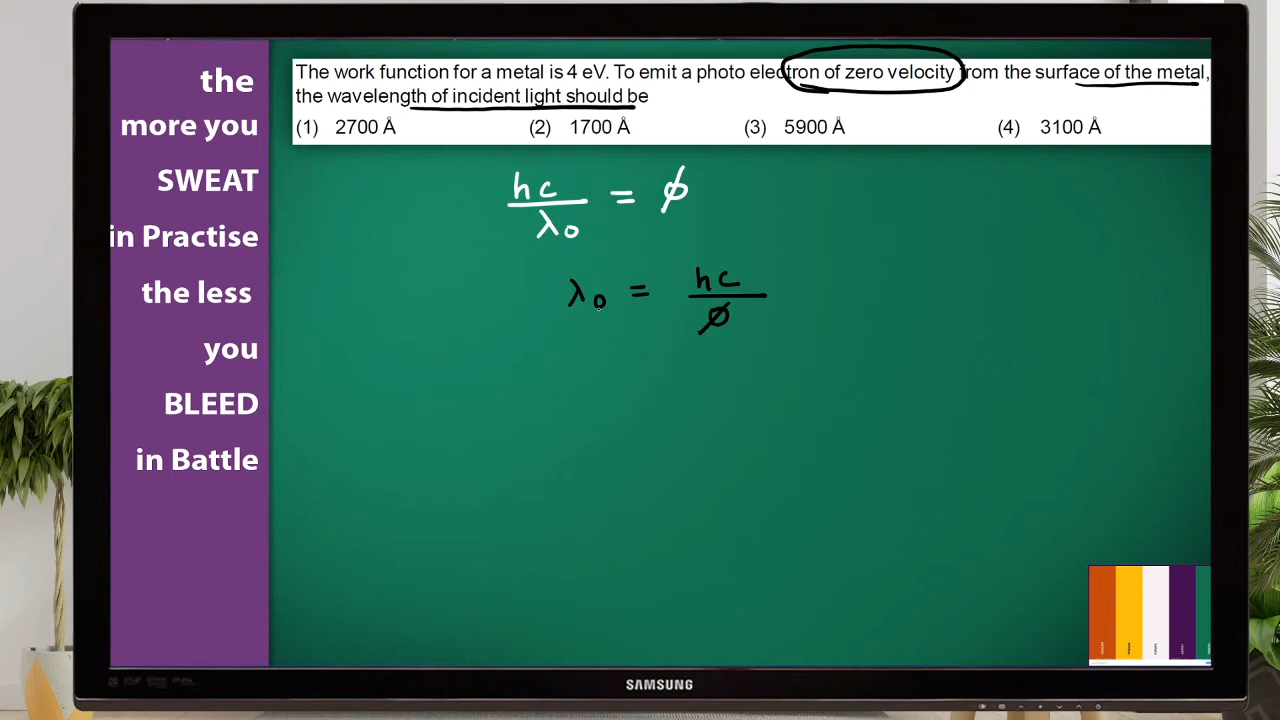 the
more you
SWEAT
in Practise
the less
you
BLEED
in Battle
The work function for a metal is 4 eV. To emit a photo electron of zero velocity from the surface of the metal,
the wavelength of incident light should be
(1) 2700 Å (2) 1700 Å (3) 5900 Å (4) 3100 Å
hc/λ₀ = φ
λ₀ = hc/φ
SAMSUNG